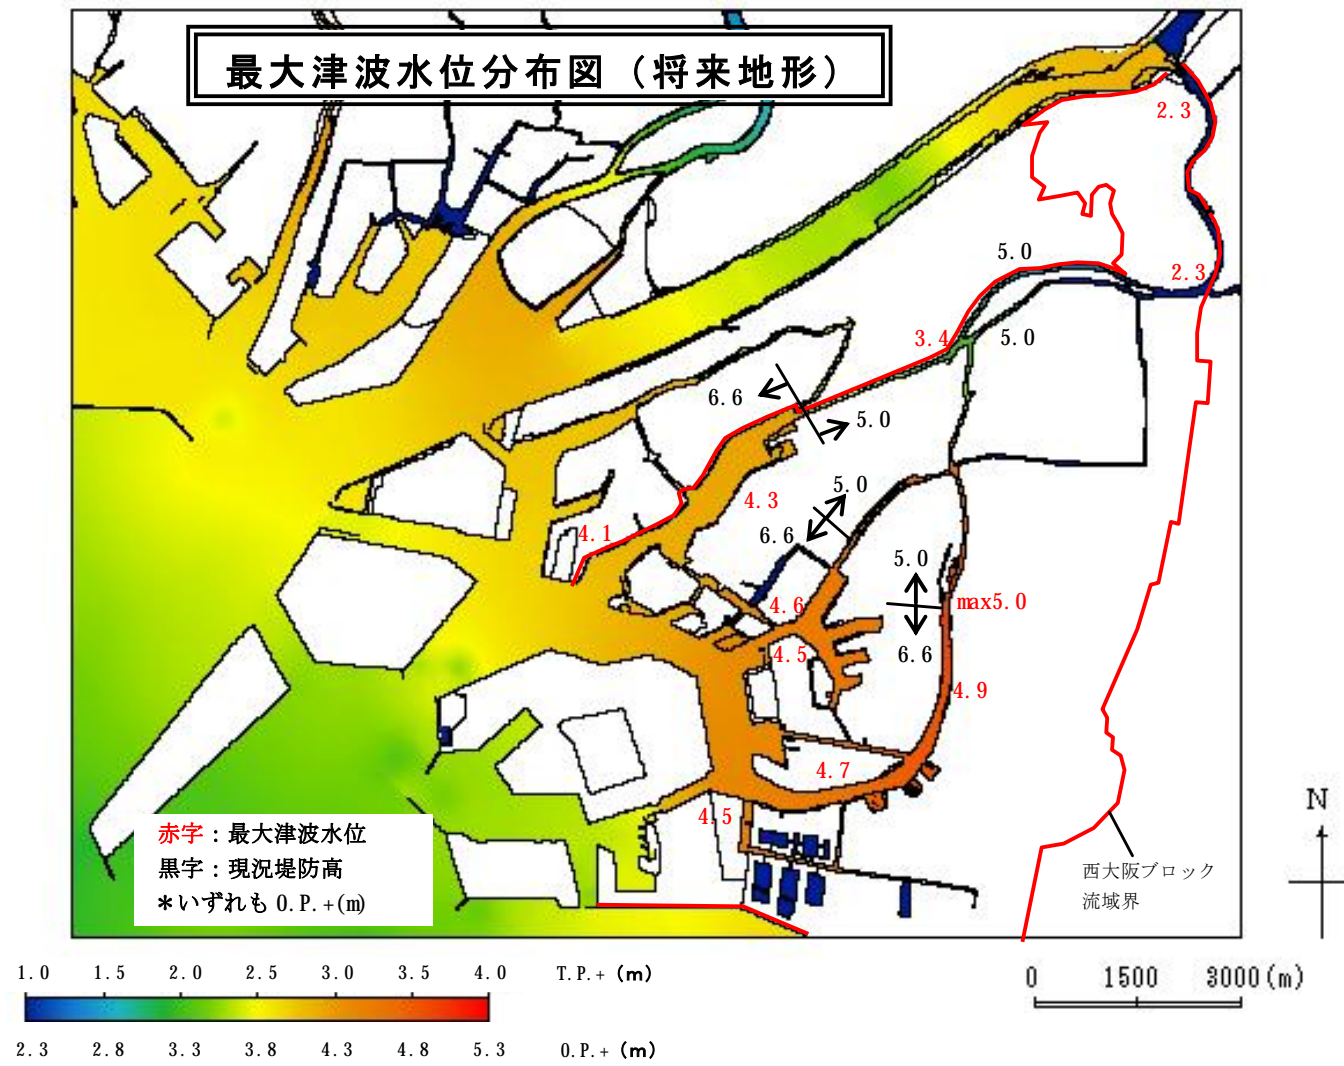 最大津波水位分布図（将来地形）
2.3
5.0
2.3
3.4
5.0
6.6
5.0
5.0
4.3
4.1
6.6
5.0
4.6
max5.0
4.5
6.6
4.9
4.7
4.5
赤字：最大津波水位
黒字：現況堤防高
＊いずれも O.P.+(m)
西大阪ブロック
流域界
N
1.0 1.5 2.0 2.5 3.0 3.5 4.0 T.P.+ (m)
2.3 2.8 3.3 3.8 4.3 4.8 5.3 O.P.+ (m)
0 1500 3000(m)